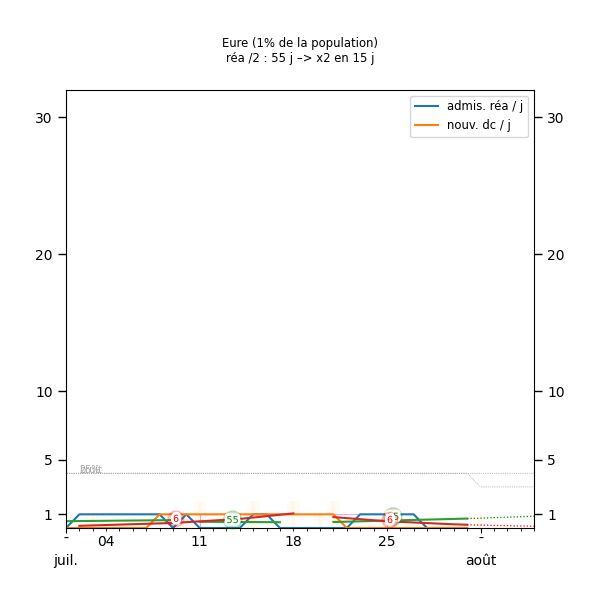 Eure (1% de la population)
réa /2 : 55 j –> x2 en 15 j
admis. réa / j
nouv. dc / j
30 30
20 20
10 10
5 5
1 1
6 55 6
- 04 11 18 25 -
juil. août